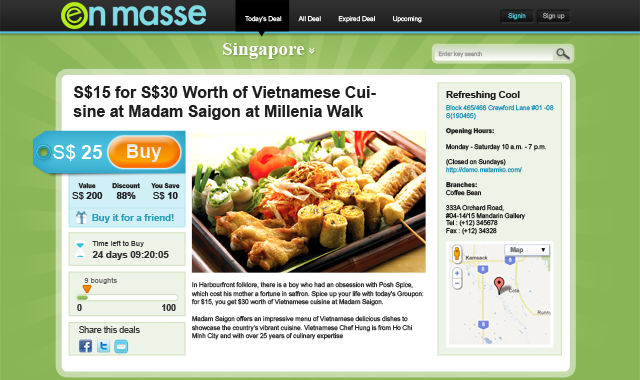 en masse
Today's Deal
All Deal
Expired Deal
Upcoming
Signin
Sign up
Singapore
Enter key search
S$15 for S$30 Worth of Vietnamese Cui-
sine at Madam Saigon at Millenia Walk
S$ 25
Buy
Value
Discount
You Save
S$ 200
88%
S$ 10
Buy it for a friend!
Time left to Buy
24 days 09:20:05
9 boughts
0
100
Share this deals
In Harbourfront folklore, there is a boy who had an obsession with Posh Spice,
which cost his mother a fortune in saffron. Spice up your life with today's Groupon:
for $15, you get $30 worth of Vietnamese cuisine at Madam Saigon.
Madam Saigon offers an impressive menu of Vietnamese delicious dishes to
showcase the country's vibrant cuisine. Vietnamese Chef Hung is from Ho Chi
Minh City and with over 25 years of culinary expertise
Refreshing Cool
Block 465/466 Crawford Lane #01 -08
S(190465)
Opening Hours:
Monday - Saturday 10 a.m. - 7 p.m.
(Closed on Sundays)
http://demo.matamko.com/
Branches:
Coffee Bean
333A Orchard Road,
#04-14/15 Mandarin Gallery
Tel : (+12) 345678
Fax : (+12) 34328
Map
Kamsack